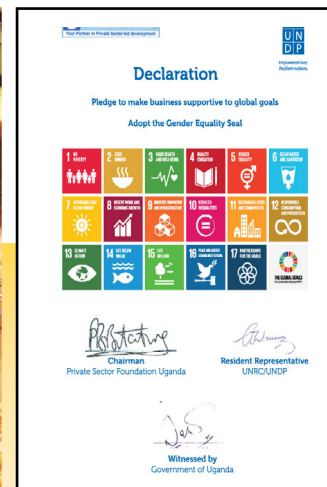 Your Partner in Private Sector led development
U N
D P
Empowered lives.
Resilient nations.
Declaration
Pledge to make business supportive to global goals
Adopt the Gender Equality Seal
1 NO POVERTY
2 ZERO HUNGER
3 GOOD HEALTH AND WELL-BEING
4 QUALITY EDUCATION
5 GENDER EQUALITY
6 CLEAN WATER AND SANITATION
7 AFFORDABLE AND CLEAN ENERGY
8 DECENT WORK AND ECONOMIC GROWTH
9 INDUSTRY, INNOVATION AND INFRASTRUCTURE
10 REDUCED INEQUALITIES
11 SUSTAINABLE CITIES AND COMMUNITIES
12 RESPONSIBLE CONSUMPTION AND PRODUCTION
13 CLIMATE ACTION
14 LIFE BELOW WATER
15 LIFE ON LAND
16 PEACE
17 PARTNERSHIPS FOR THE GOALS
THE GLOBAL GOALS
Chairman
Private Sector Foundation Uganda
Resident Representative
UNRC/UNDP
Witnessed by
Government of Uganda